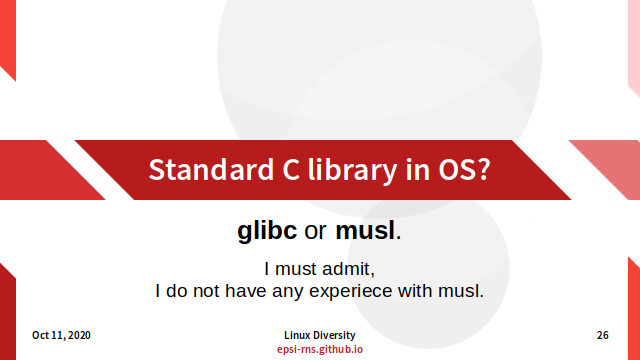 Standard C library in OS?
glibc or musl.
I must admit,
I do not have any experiece with musl.
Oct 11, 2020
Linux Diversity
epsi-rns.github.io
26